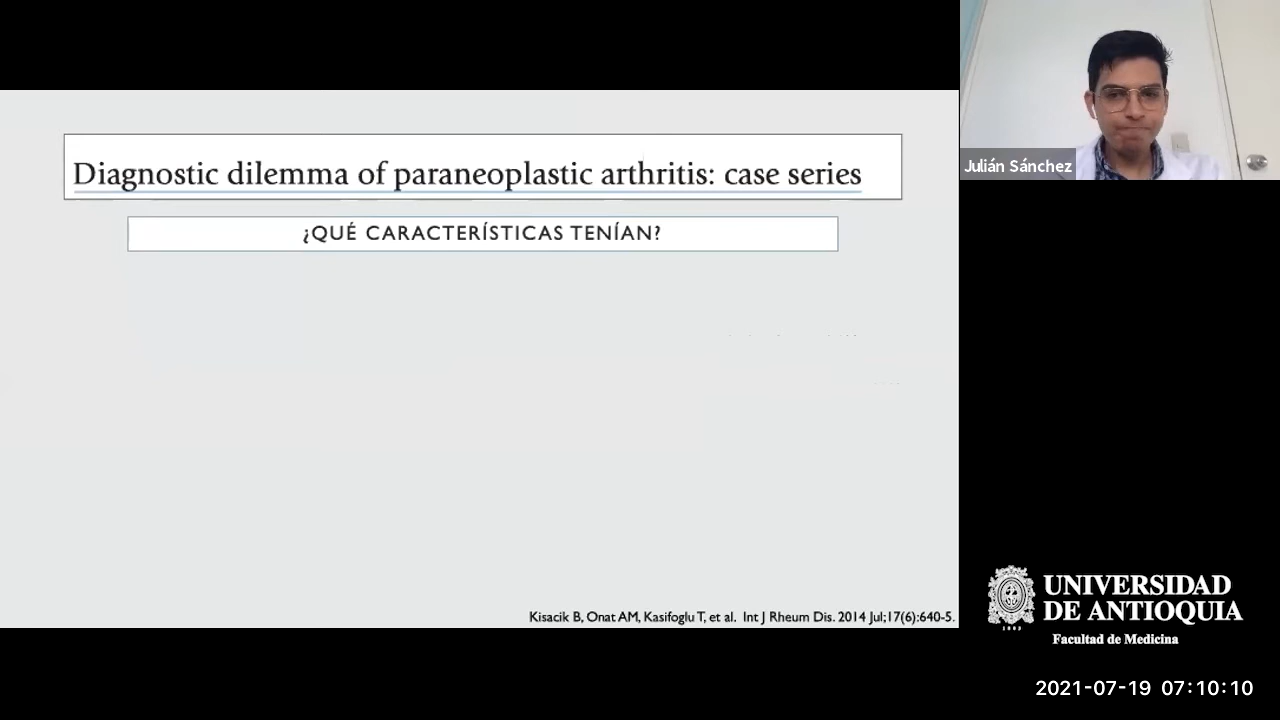 Diagnostic dilemma of paraneoplastic arthritis: case series
¿QUÉ CARACTERÍSTICAS TENÍAN?
Kisacik B, Onat AM, Kasifoglu T, et al. Int J Rheum Dis. 2014 Jul;17(6):640-5.
Julián Sánchez
1803
UNIVERSIDAD
DE ANTIOQUIA
Facultad de Medicina
2021-07-19 07:10:10